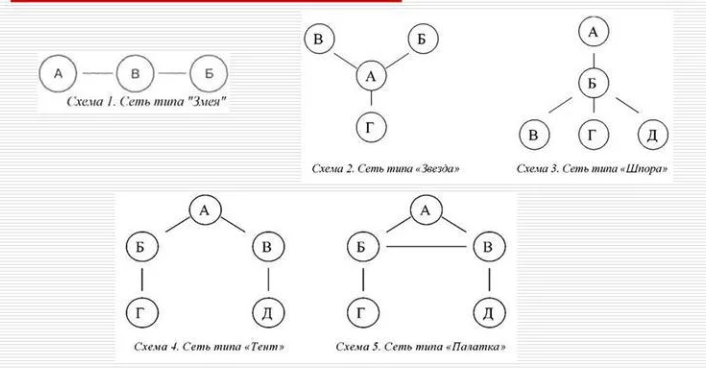 А В Б
Схема 1. Сеть типа "Змея"
В Б
А
Г
Схема 2. Сеть типа «Звезда»
А
Б
В Г Д
Схема 3. Сеть типа «Шпора»
А
Б В
Г Д
Схема 4. Сеть типа «Тент»
А
Б В
Г Д
Схема 5. Сеть типа «Палатка»